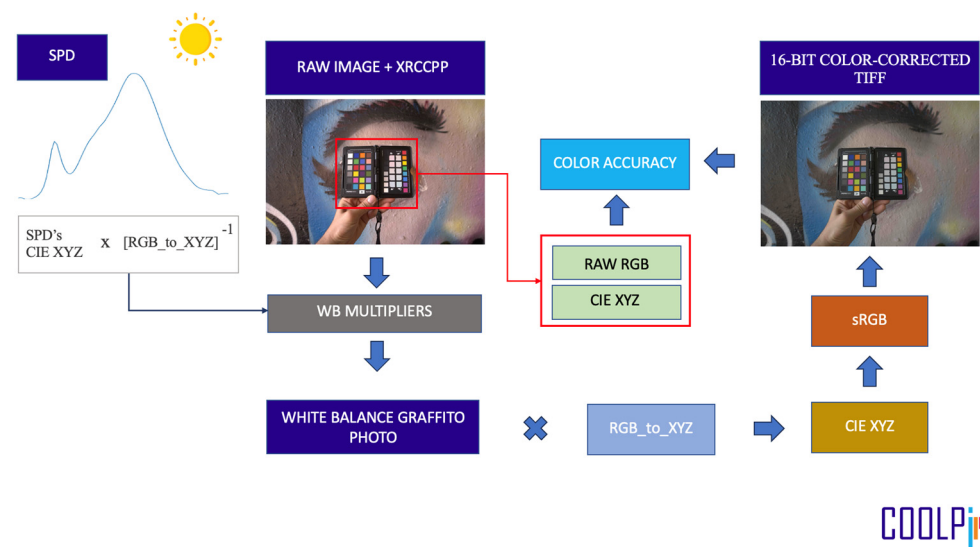 SPD
RAW IMAGE + XRCCPP
16-BIT COLOR-CORRECTED
TIFF
COLOR ACCURACY
SPD's
CIE XYZ x [RGB_to_XYZ]-1
RAW RGB
CIE XYZ
WB MULTIPLIERS
sRGB
WHITE BALANCE GRAFFITO
PHOTO
RGB_to_XYZ
CIE XYZ